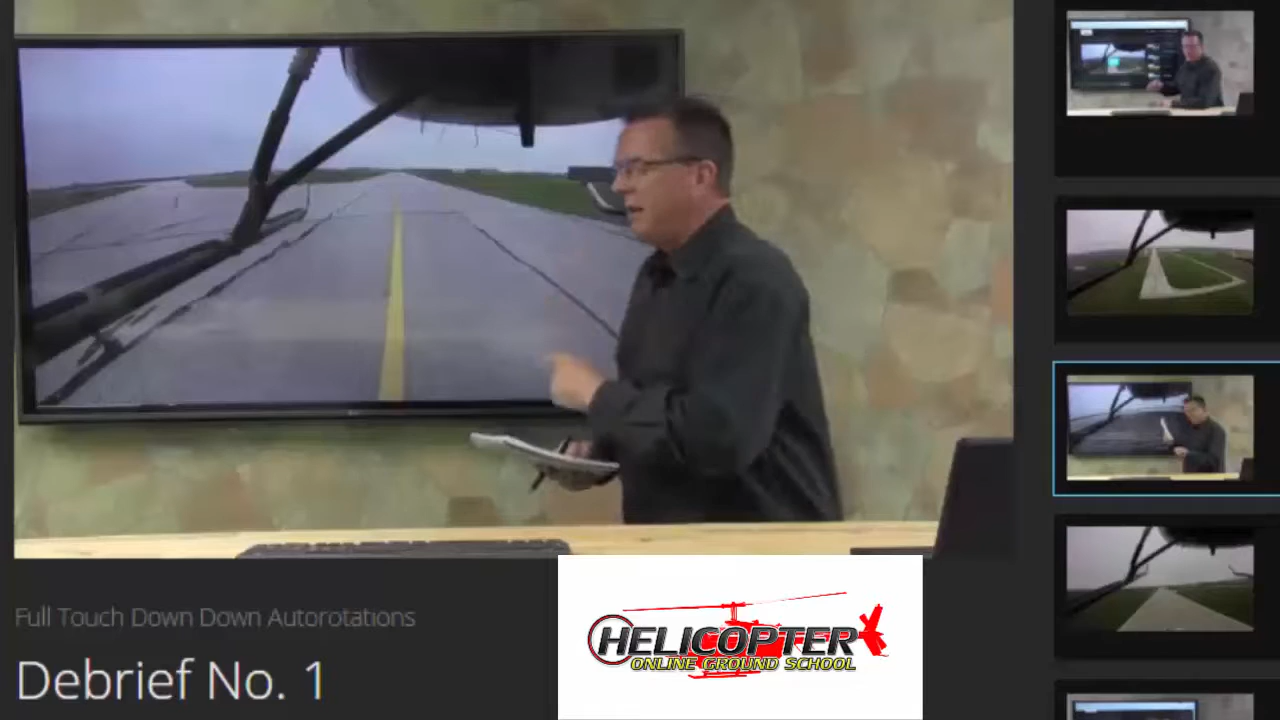 Full Touch Down Down Autorotations
Debrief No. 1
HELICOPTER
ONLINE GROUND SCHOOL